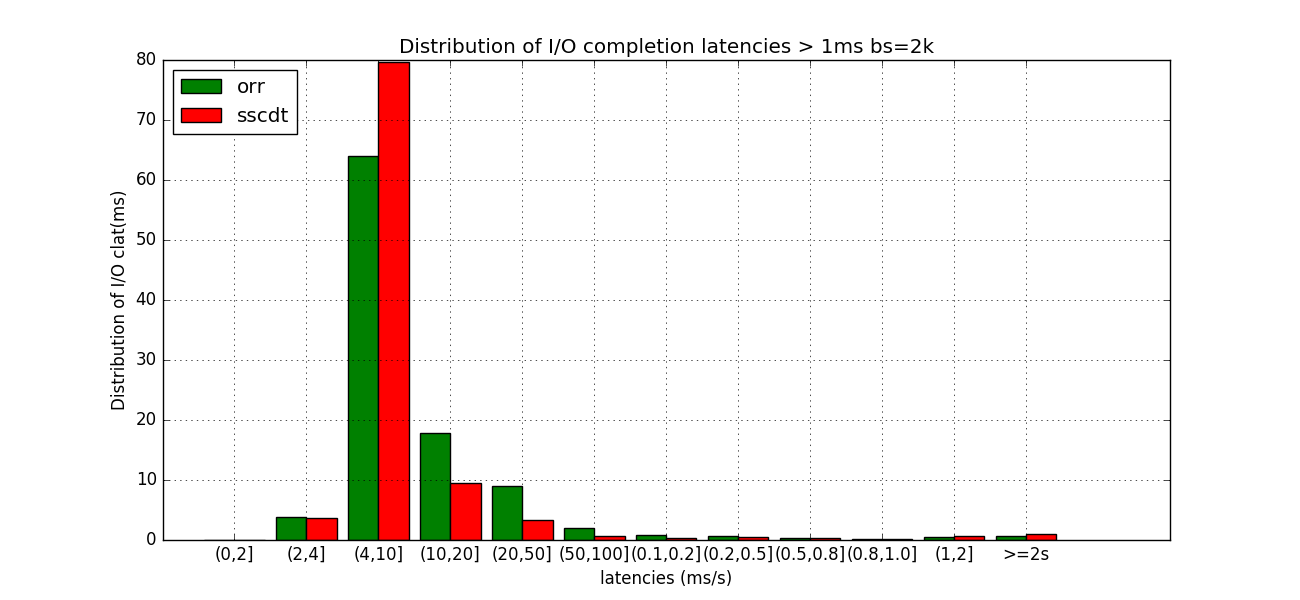 Distribution of I/O completion latencies > 1ms bs=2k
orr
sscdt
Distribution of I/O clat(ms)
80
70
60
50
40
30
20
10
0
(0,2] (2,4] (4,10] (10,20] (20,50] (50,100] (0.1,0.2] (0.2,0.5] (0.5,0.8] (0.8,1.0] (1,2] >=2s
latencies (ms/s)